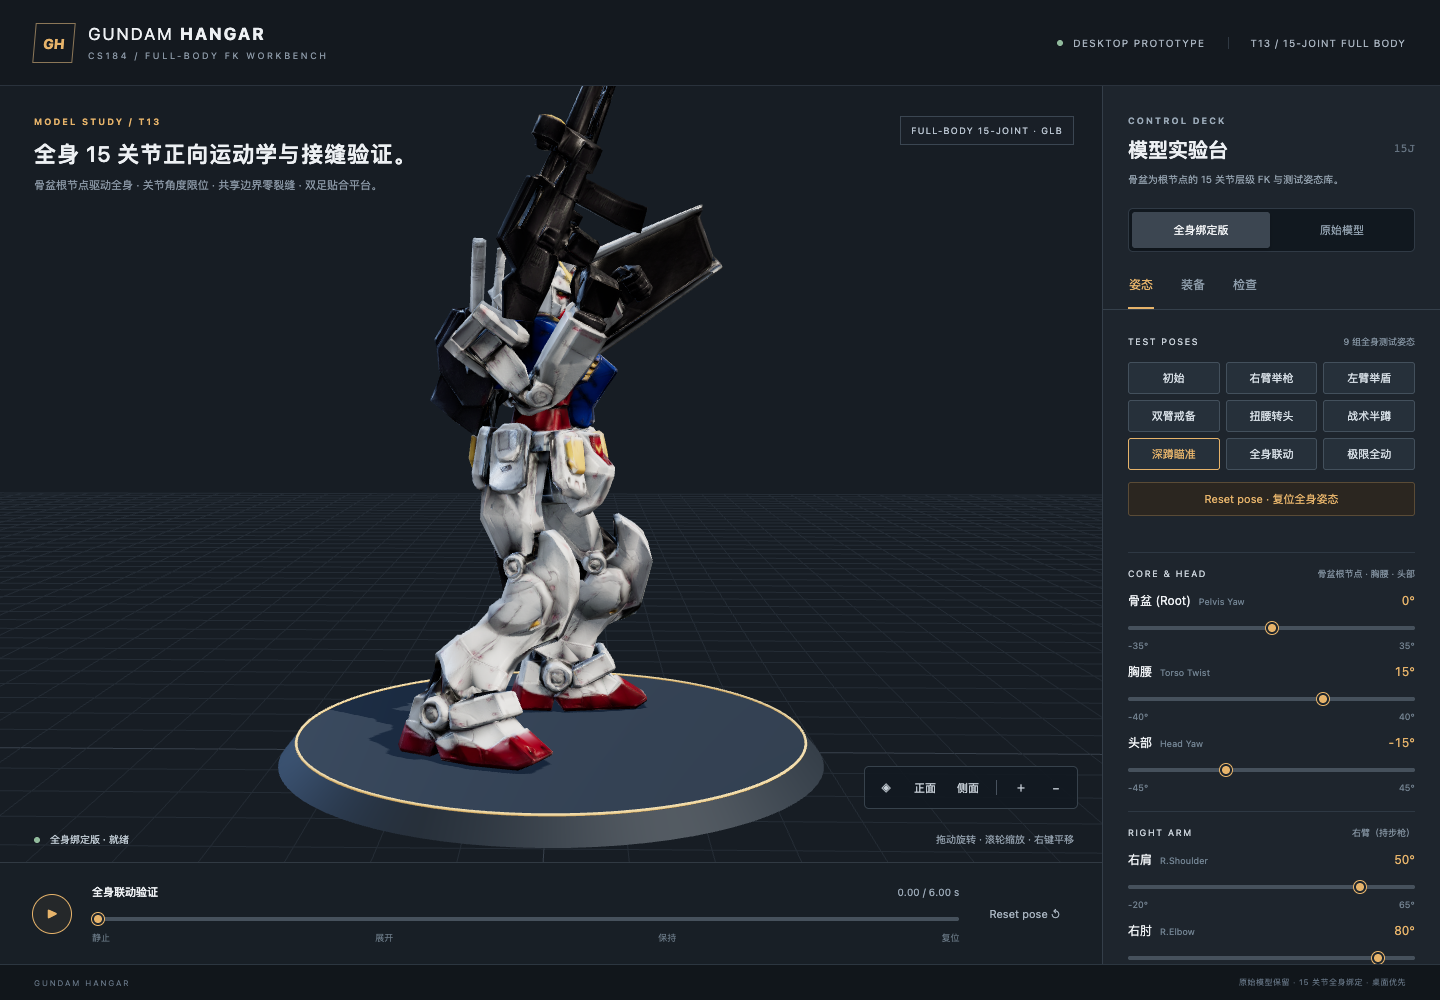 GH
GUNDAM HANGAR
CS184 / FULL-BODY FK WORKBENCH
DESKTOP PROTOTYPE
T13 / 15-JOINT FULL BODY
MODEL STUDY / T13
全身 15 关节正向运动学与接缝验证。
骨盆根节点驱动全身 · 关节角度限位 · 共享边界零裂缝 · 双足贴合平台。
FULL-BODY 15-JOINT · GLB
◈ 正面 侧面 + −
全身绑定版 · 就绪
拖动旋转 · 滚轮缩放 · 右键平移
全身联动验证
0.00 / 6.00 s
静止 展开 保持 复位
Reset pose ↺
CONTROL DECK
模型实验台
15J
骨盆为根节点的 15 关节层级 FK 与测试姿态库。
全身绑定版 原始模型
姿态 装备 检查
TEST POSES
9 组全身测试姿态
初始 右臂举枪 左臂举盾
双臂戒备 扭腰转头 战术半蹲
深蹲瞄准 全身联动 极限全动
Reset pose · 复位全身姿态
CORE & HEAD
骨盆根节点 · 胸腰 · 头部
骨盆 (Root) Pelvis Yaw 0°
-35° 35°
胸腰 Torso Twist 15°
-40° 40°
头部 Head Yaw -15°
-45° 45°
RIGHT ARM
右臂（持步枪）
右肩 R.Shoulder 50°
-20° 65°
右肘 R.Elbow 80°
GUNDAM HANGAR
原始模型保留 · 15 关节全身绑定 · 桌面优先